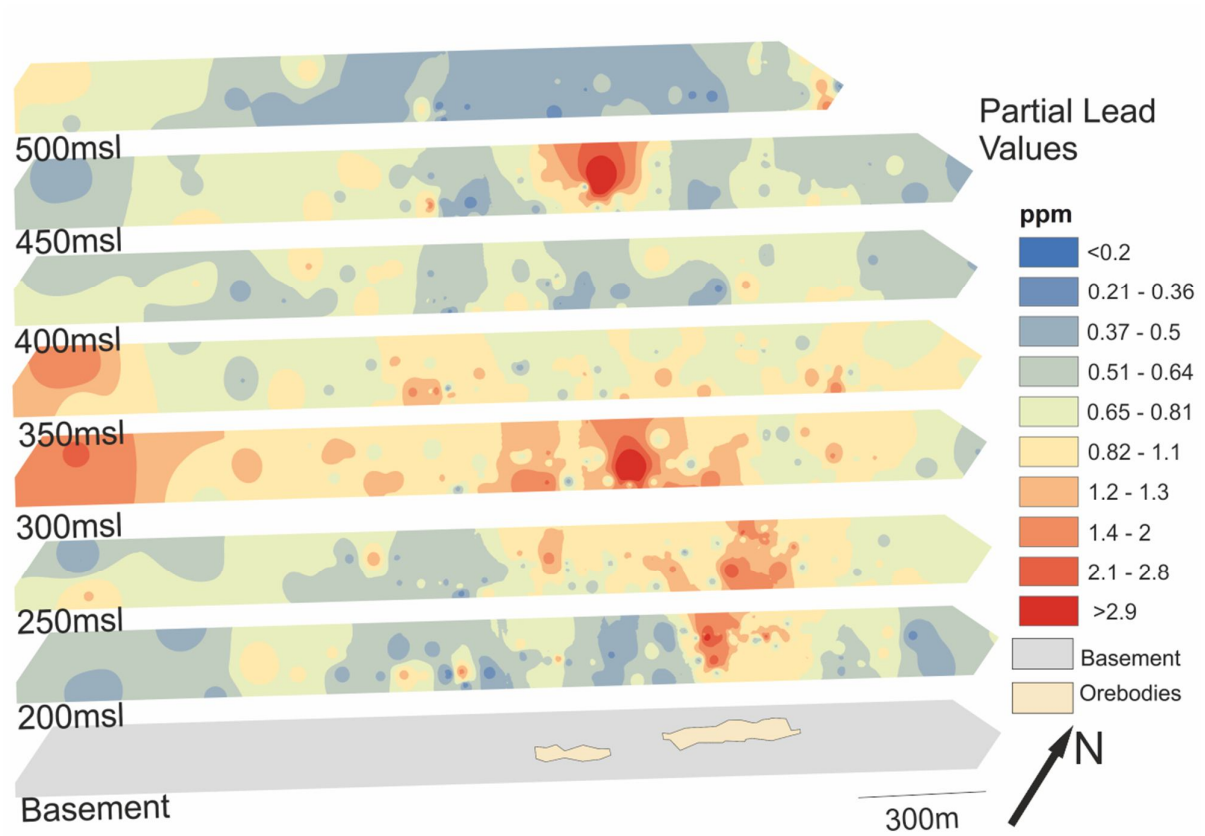 Partial Lead
Values
500msl
450msl
400msl
350msl
300msl
250msl
200msl
Basement
ppm
<0.2
0.21 - 0.36
0.37 - 0.5
0.51 - 0.64
0.65 - 0.81
0.82 - 1.1
1.2 - 1.3
1.4 - 2
2.1 - 2.8
>2.9
Basement
Orebodies
N
300m